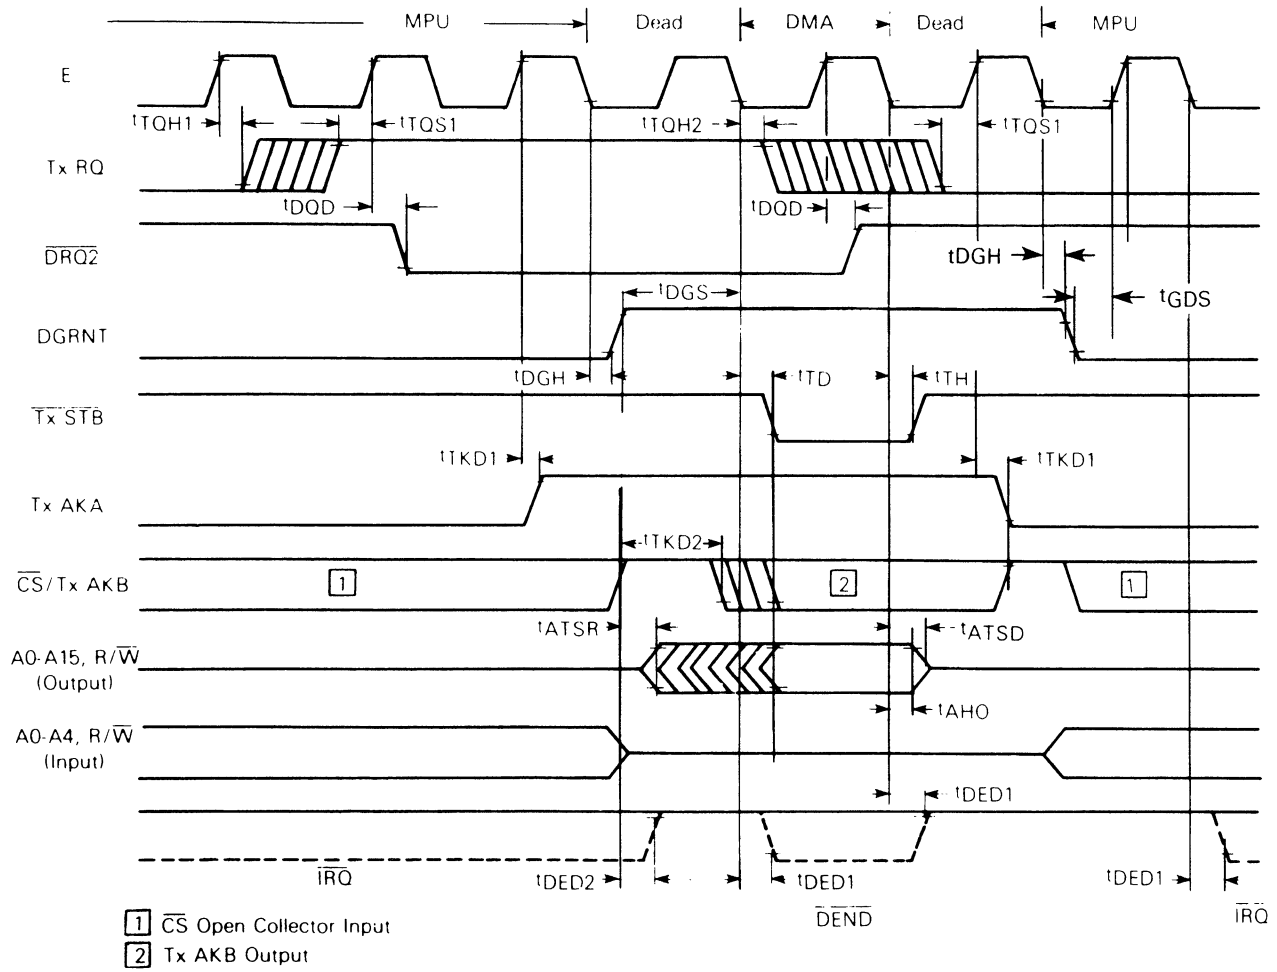 MPU Dead DMA Dead MPU
E
tTQH1 tTQS1 tTQH2 tTQS1
Tx RQ
tDQD tDQD
DRQ2
tDGH
tDGS tGDS
DGRNT
tDGH tTD tTH
Tx STB
tTKD1 tTKD1
Tx AKA
tTKD2
CS/Tx AKB 1 2 1
tATSR tATSD
A0-A15, R/W
(Output)
tAHO
A0-A4, R/W
(Input)
tDED1
IRQ tDED2 tDED1 tDED1
DEND IRQ
1 CS Open Collector Input
2 Tx AKB Output